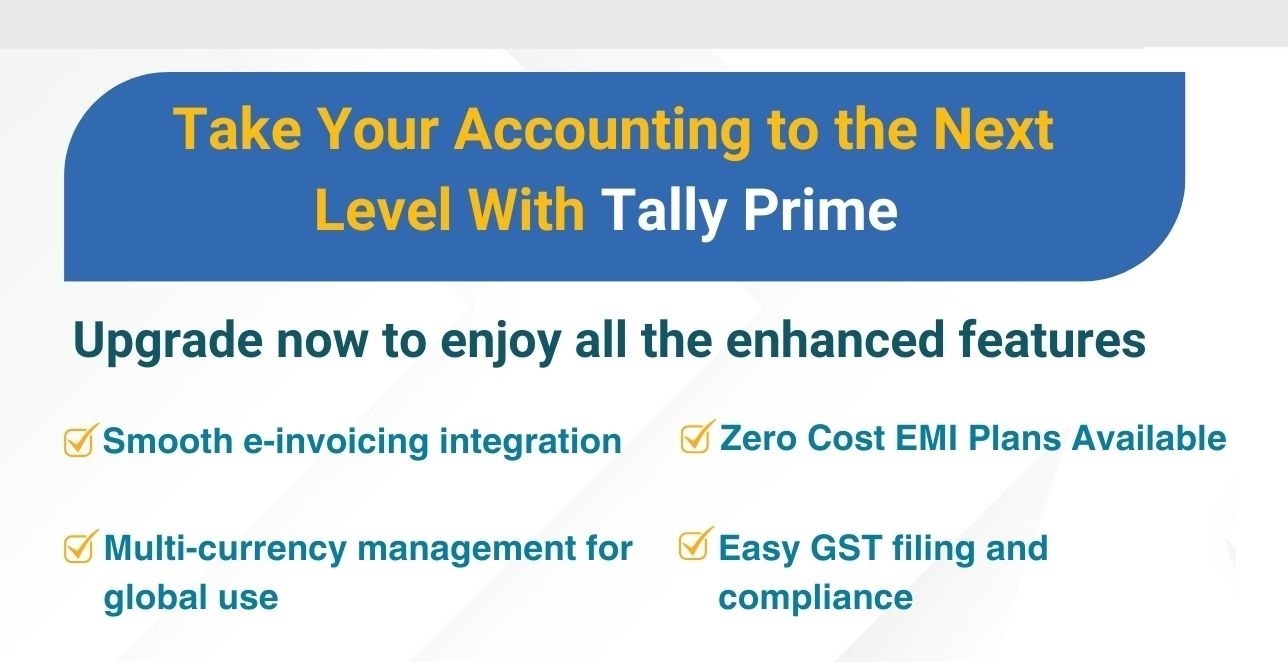 Take Your Accounting to the Next
Level With Tally Prime
Upgrade now to enjoy all the enhanced features
Smooth e-invoicing integration
Zero Cost EMI Plans Available
Multi-currency management for
global use
Easy GST filing and
compliance